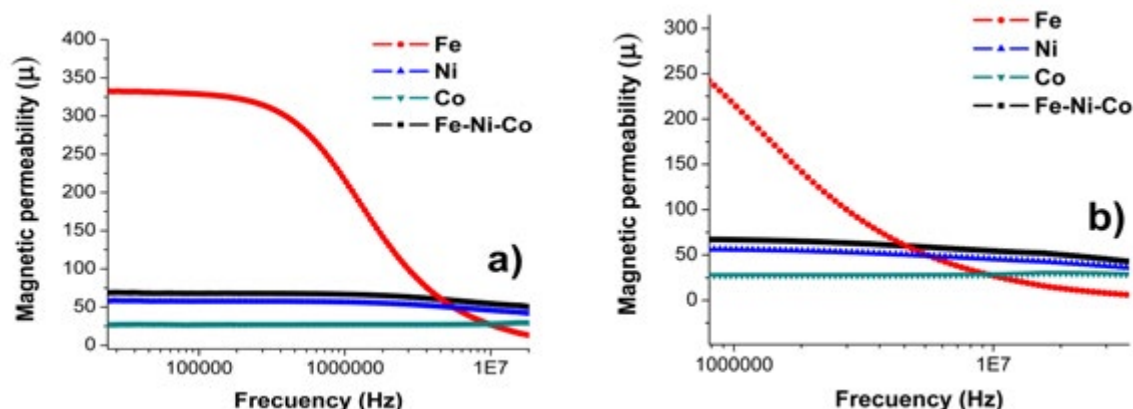 Magnetic permeability (μ)
400
350
300
250
200
150
100
50
0
Fe
Ni
Co
Fe-Ni-Co
a)
100000 1000000 1E7
Frecuency (Hz)
Magnetic permeability (μ)
300
250
200
150
100
50
0
Fe
Ni
Co
Fe-Ni-Co
b)
1000000 1E7
Frecuency (Hz)